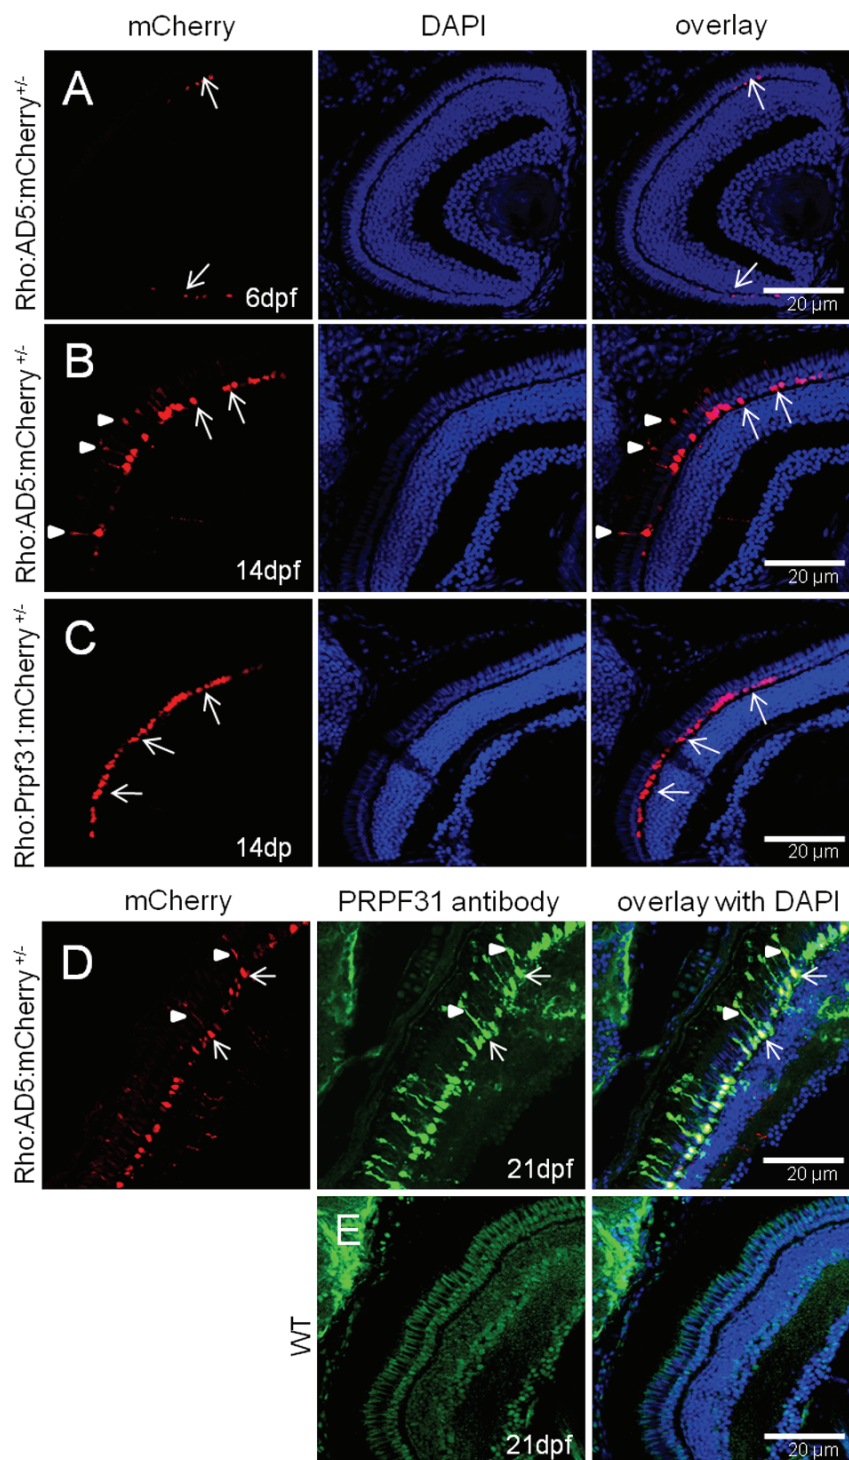 mCherry DAPI overlay
Rho:AD5:mCherry+/-
A
6dpf
20 µm
Rho:AD5:mCherry+/-
B
14dpf
20 µm
Rho:Prpf31:mCherry+/-
C
14dp
20 µm
mCherry PRPF31 antibody overlay with DAPI
Rho:AD5:mCherry+/-
D
21dpf
20 µm
WT
E
21dpf
20 µm